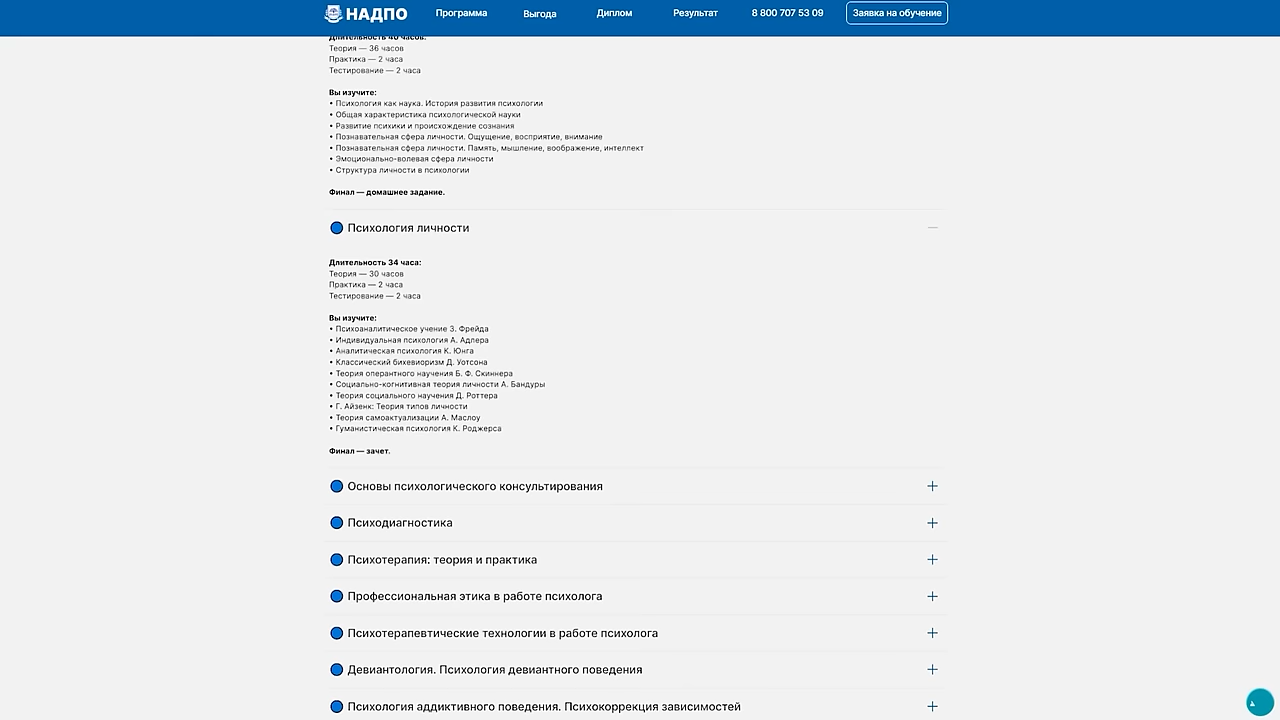 НАДПО
Программа
Выгода
Диплом
Результат
8 800 707 53 09
Заявка на обучение
Длительность 40 часов:
Теория — 36 часов
Практика — 2 часа
Тестирование — 2 часа
Вы изучите:
• Психология как наука. История развития психологии
• Общая характеристика психологической науки
• Развитие психики и происхождение сознания
• Познавательная сфера личности. Ощущение, восприятие, внимание
• Познавательная сфера личности. Память, мышление, воображение, интеллект
• Эмоционально-волевая сфера личности
• Структура личности в психологии
Финал — домашнее задание.
Психология личности
Длительность 34 часа:
Теория — 30 часов
Практика — 2 часа
Тестирование — 2 часа
Вы изучите:
• Психоаналитическое учение З. Фрейда
• Индивидуальная психология А. Адлера
• Аналитическая психология К. Юнга
• Классический бихевиоризм Д. Уотсона
• Теория оперантного научения Б. Ф. Скиннера
• Социально-когнитивная теория личности А. Бандуры
• Теория социального научения Д. Роттера
• Г. Айзенк: Теория типов личности
• Теория самоактуализации А. Маслоу
• Гуманистическая психология К. Роджерса
Финал — зачет.
Основы психологического консультирования
Психодиагностика
Психотерапия: теория и практика
Профессиональная этика в работе психолога
Психотерапевтические технологии в работе психолога
Девиантология. Психология девиантного поведения
Психология аддиктивного поведения. Психокоррекция зависимостей